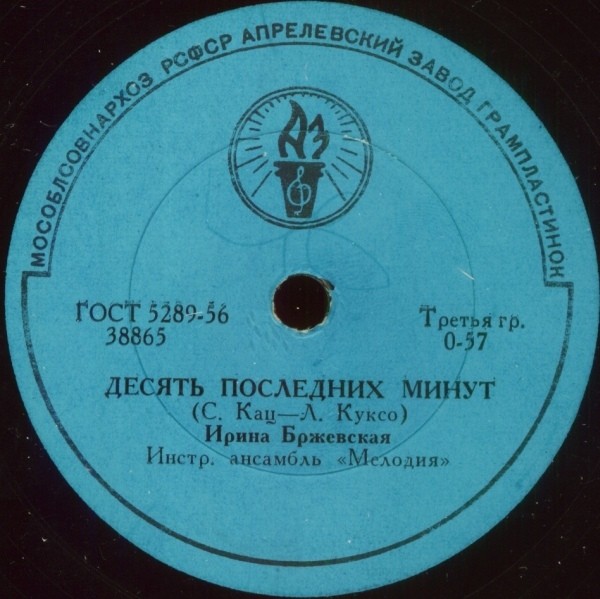 МОСОБЛСОВНАРХОЗ РСФСР АПРЕЛЕВСКИЙ ЗАВОД ГРАМПЛАСТИНОК
АЗ
ГОСТ 5289-56
38865
Третья гр.
0-57
ДЕСЯТЬ ПОСЛЕДНИХ МИНУТ
(С. Кац—Л. Куксо)
Ирина Бржевская
Инстр. ансамбль «Мелодия»